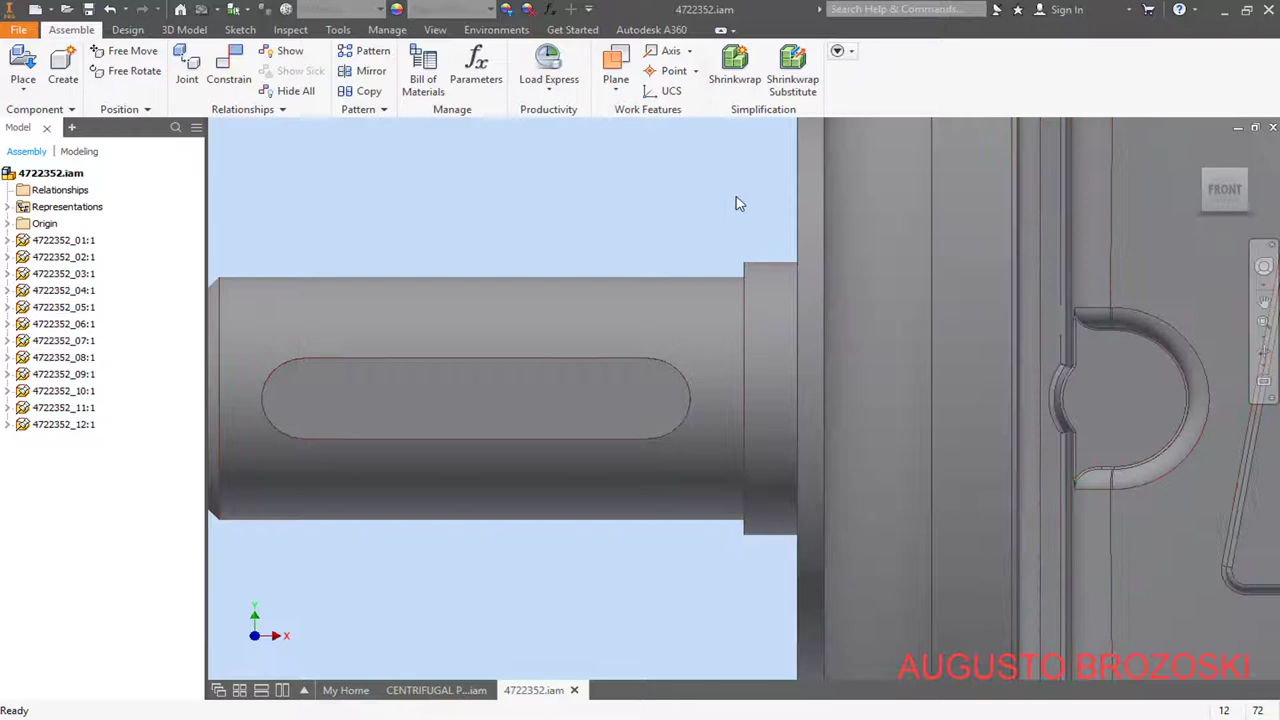 4722352.iam
Search Help & Commands...
Sign In
File Assemble Design 3D Model Sketch Inspect Tools Manage View Environments Get Started Autodesk A360
Place Create Free Move Free Rotate Joint Constrain Show Show Sick Hide All Pattern Mirror Copy Bill of Materials Parameters Load Express Plane Axis Point UCS Shrinkwrap Shrinkwrap Substitute
Component Position Relationships Pattern Manage Productivity Work Features Simplification
Model
Assembly Modeling
4722352.iam
Relationships
Representations
Origin
4722352_01:1
4722352_02:1
4722352_03:1
4722352_04:1
4722352_05:1
4722352_06:1
4722352_07:1
4722352_08:1
4722352_09:1
4722352_10:1
4722352_11:1
4722352_12:1
FRONT
Y
X
AUGUSTO BROZOSKI
My Home CENTRIFUGAL P...iam 4722352.iam
Ready 12 72